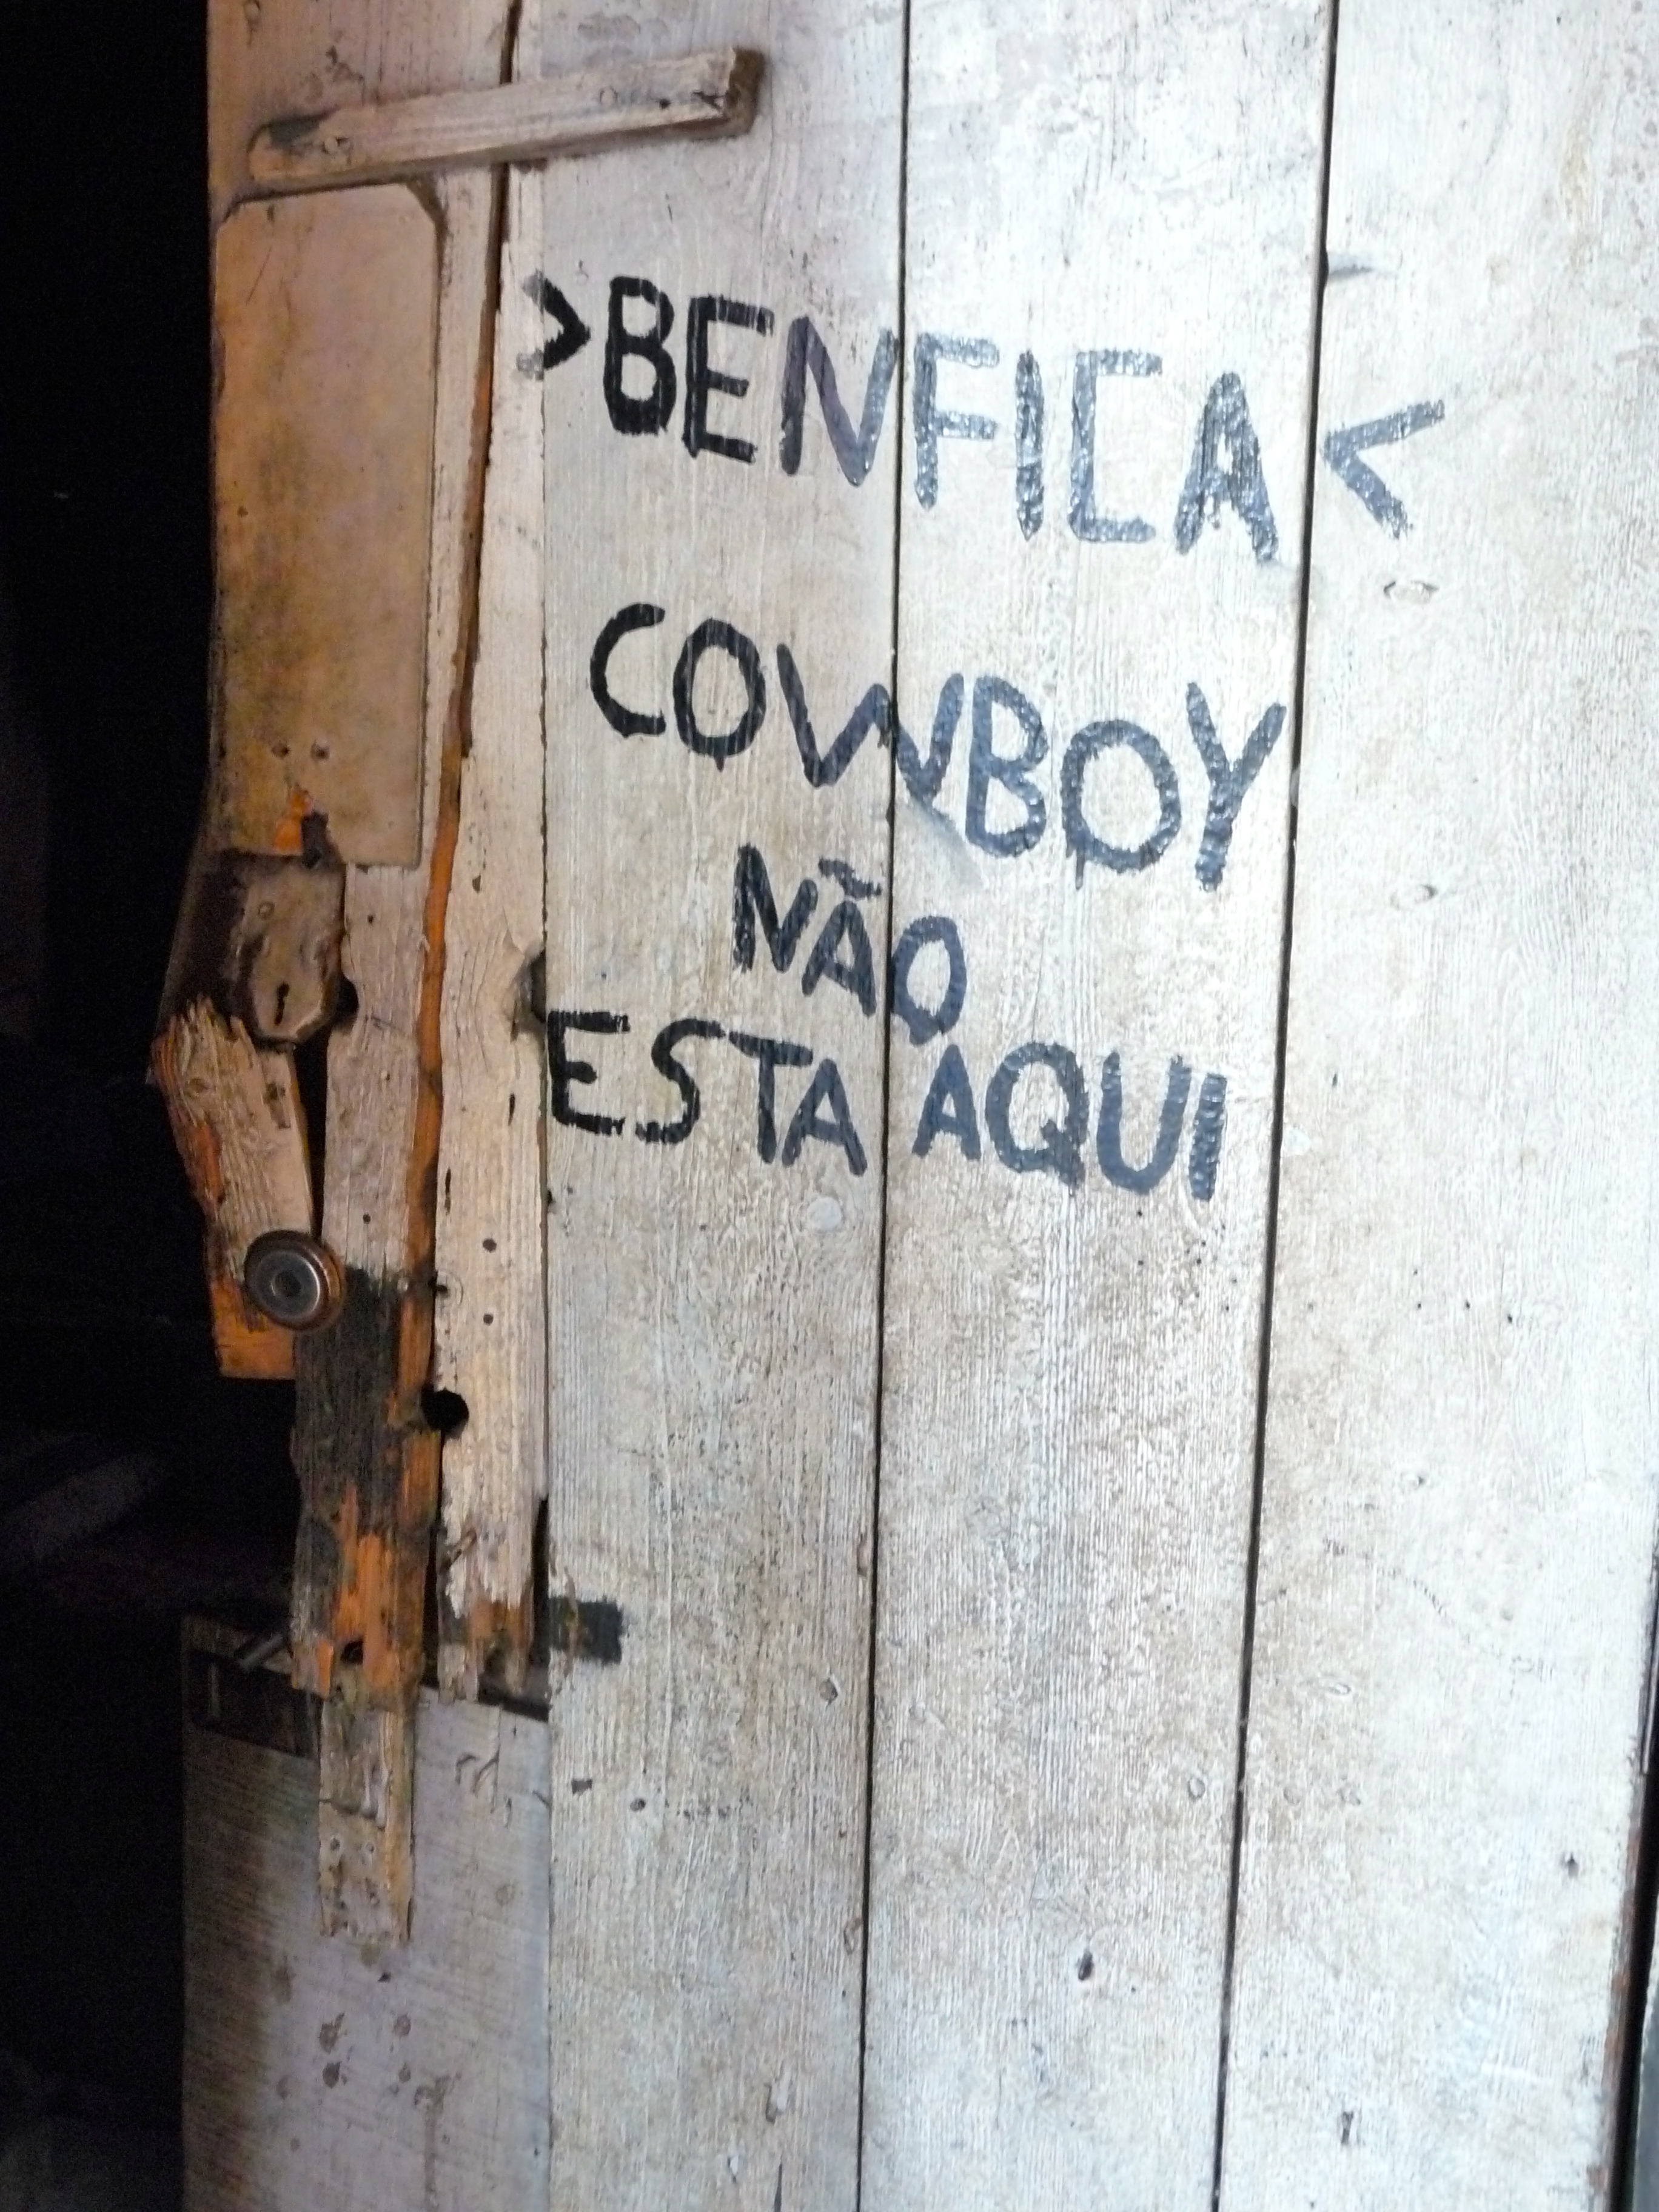 >BENFICA<
COWBOY
NÃO
ESTA AQUI